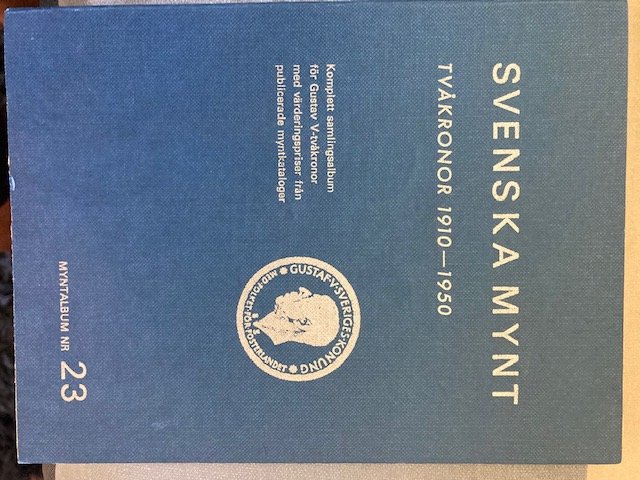 SVENSKA MYNT
TVÅKRONOR 1910—1950
Komplett samlingsalbum
för Gustav V-tvåkronor
med värderingspriser från
publicerade myntkataloger
GUSTAF·V·SVERIGES·KONUNG
MED·FOLKET·FÖR·FOSTERLANDET
MYNTALBUM NR 23